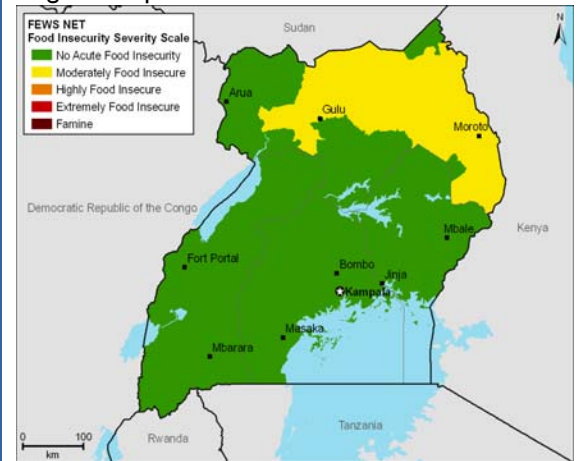 FEWS NET
Food Insecurity Severity Scale
No Acute Food Insecurity
Moderately Food Insecure
Highly Food Insecure
Extremely Food Insecure
Famine
Sudan
N
Arua
Gulu
Moroto
Democratic Republic of the Congo
Kenya
Mbale
Fort Portal
Bombo
Jinja
Kampala
Masaka
Mbarara
Tanzania
Rwanda
0 100
km